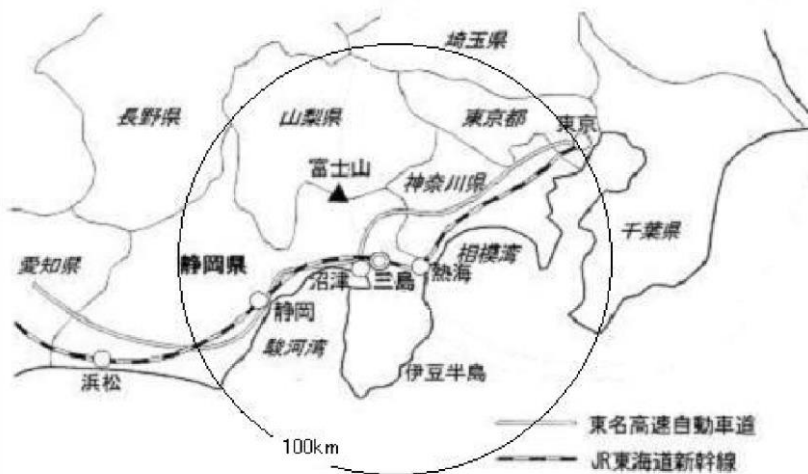 埼玉県
長野県
山梨県
東京都
東京
富士山
神奈川県
千葉県
愛知県
静岡県
相模湾
沼津
三島
熱海
静岡
駿河湾
浜松
伊豆半島
100km
東名高速自動車道
JR東海道新幹線